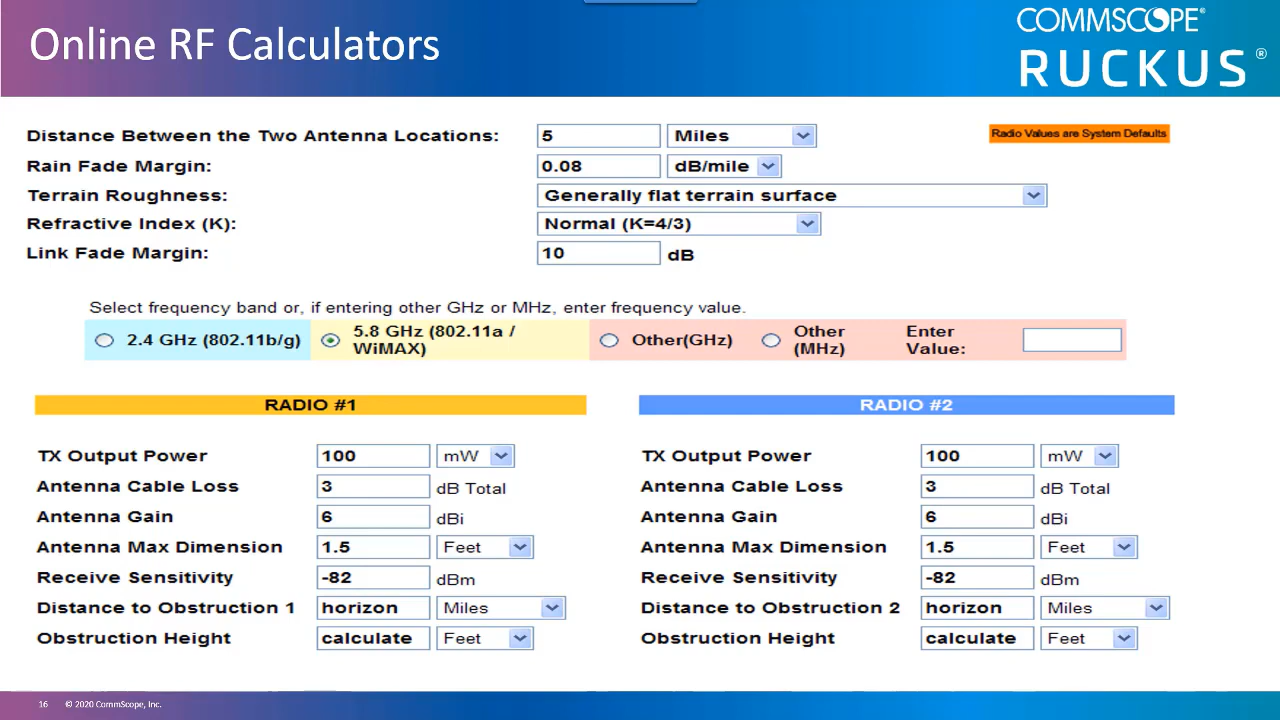 Online RF Calculators
COMMSCOPE®
RUCKUS®
Distance Between the Two Antenna Locations: 5 Miles
Radio Values are System Defaults
Rain Fade Margin: 0.08 dB/mile
Terrain Roughness: Generally flat terrain surface
Refractive Index (K): Normal (K=4/3)
Link Fade Margin: 10 dB
Select frequency band or, if entering other GHz or MHz, enter frequency value.
2.4 GHz (802.11b/g)
5.8 GHz (802.11a /
WiMAX)
Other(GHz)
Other
(MHz)
Enter
Value:
RADIO #1
TX Output Power 100 mW
Antenna Cable Loss 3 dB Total
Antenna Gain 6 dBi
Antenna Max Dimension 1.5 Feet
Receive Sensitivity -82 dBm
Distance to Obstruction 1 horizon Miles
Obstruction Height calculate Feet
RADIO #2
TX Output Power 100 mW
Antenna Cable Loss 3 dB Total
Antenna Gain 6 dBi
Antenna Max Dimension 1.5 Feet
Receive Sensitivity -82 dBm
Distance to Obstruction 2 horizon Miles
Obstruction Height calculate Feet
16 © 2020 CommScope, Inc.